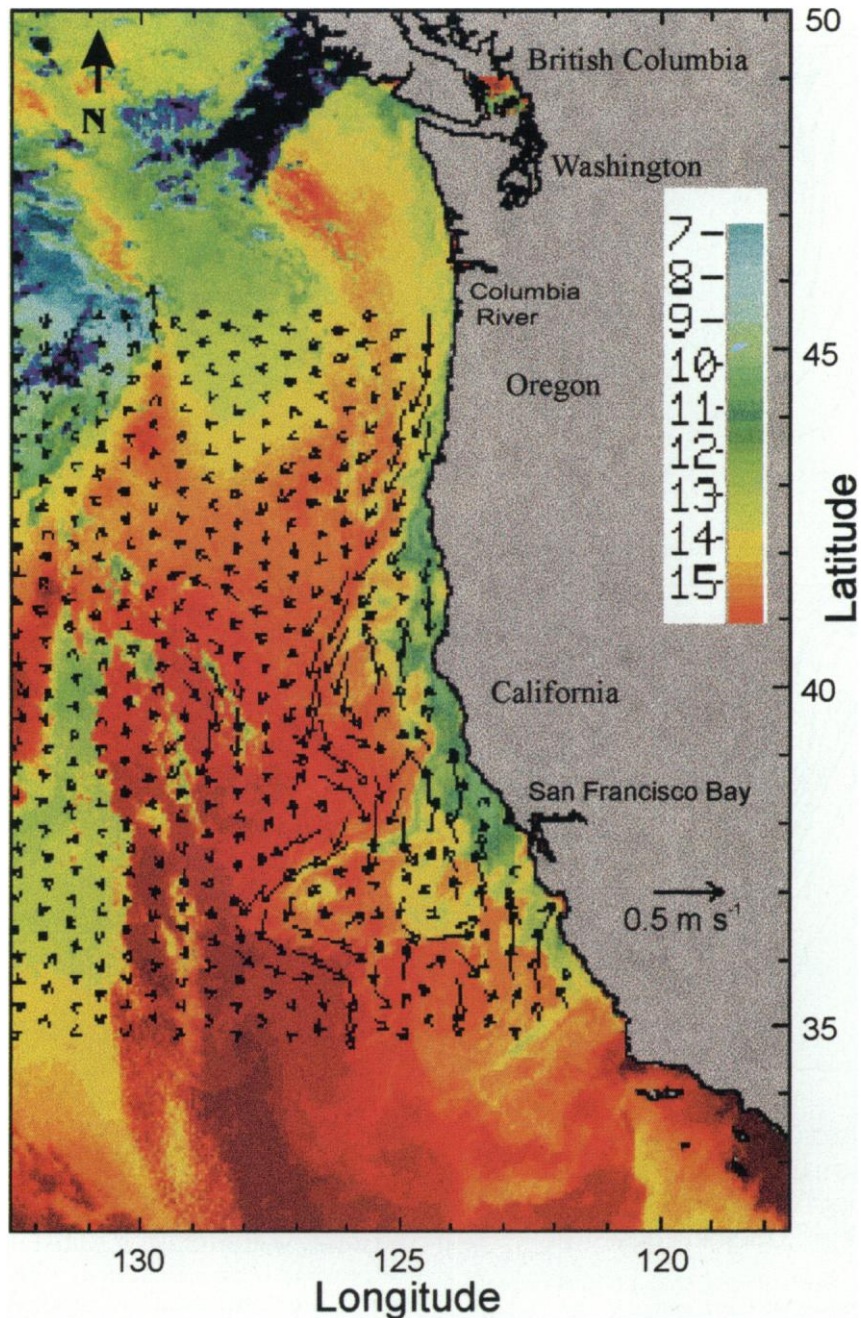 50
N
British Columbia
Washington
7
8
9
10
11
12
13
14
15
Columbia
River
45
Oregon
Latitude
40
California
San Francisco Bay
0.5 m s⁻¹
35
130
125
120
Longitude